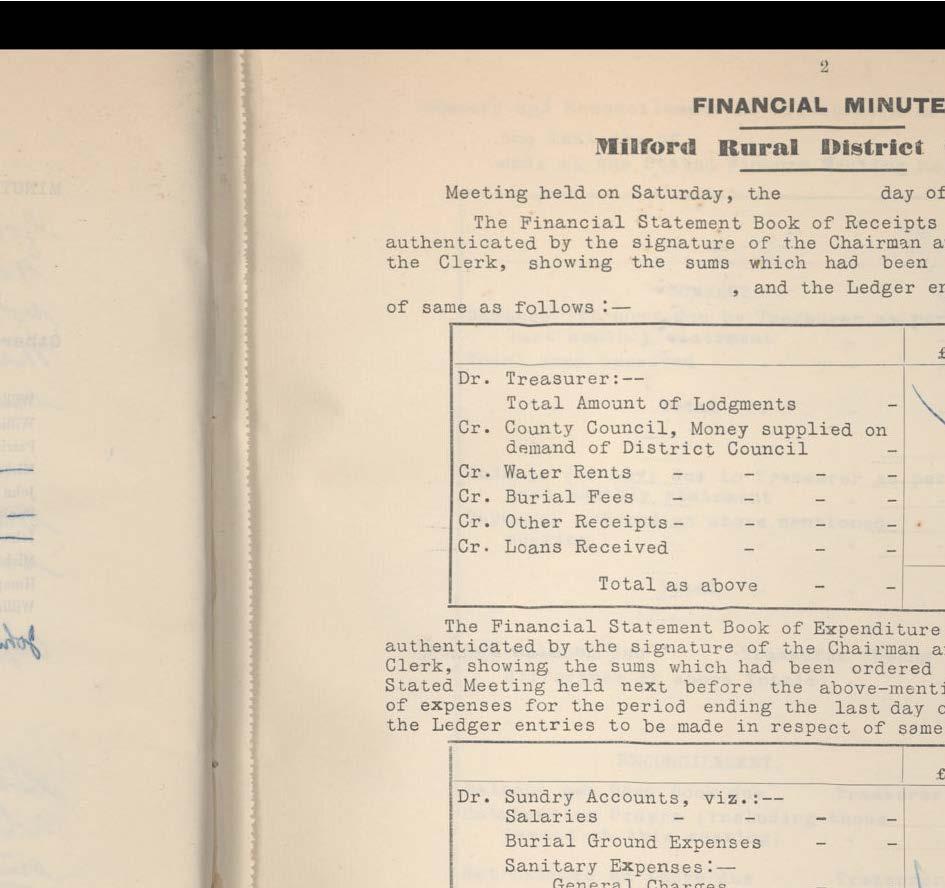 2
FINANCIAL MINUTE
Milford Rural District
Meeting held on Saturday, the day of
The Financial Statement Book of Receipts
authenticated by the signature of the Chairman a
the Clerk, showing the sums which had been
, and the Ledger en
of same as follows :—
£
Dr. Treasurer:--
Total Amount of Lodgments -
Cr. County Council, Money supplied on
demand of District Council -
Cr. Water Rents - - - -
Cr. Burial Fees - - - -
Cr. Other Receipts - - - -
Cr. Loans Received - - -
Total as above - -
The Financial Statement Book of Expenditure
authenticated by the signature of the Chairman a
Clerk, showing the sums which had been ordered
Stated Meeting held next before the above-menti
of expenses for the period ending the last day o
the Ledger entries to be made in respect of same
£
Dr. Sundry Accounts, viz.:--
Salaries - - - -
Burial Ground Expenses - -
Sanitary Expenses:—
General Charges